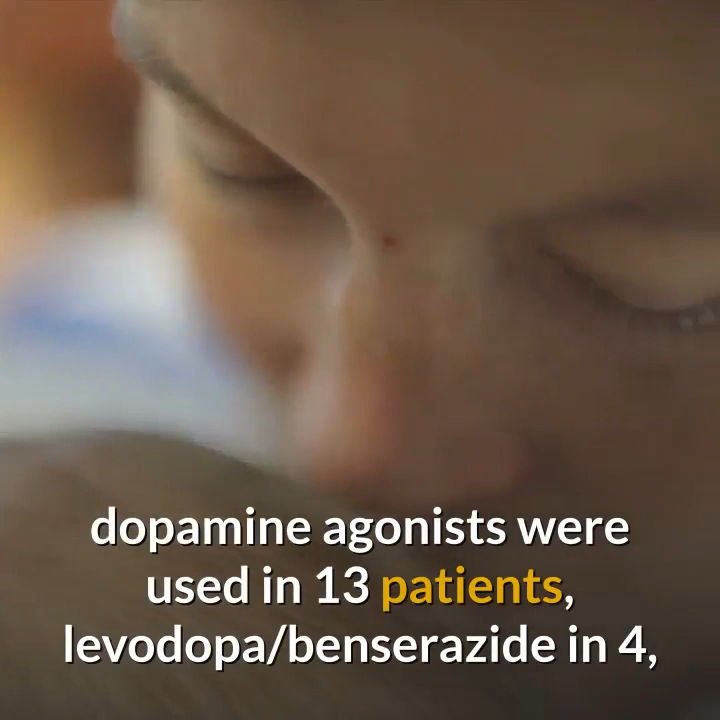 dopamine agonists were
used in 13 patients,
levodopa/benserazide in 4,